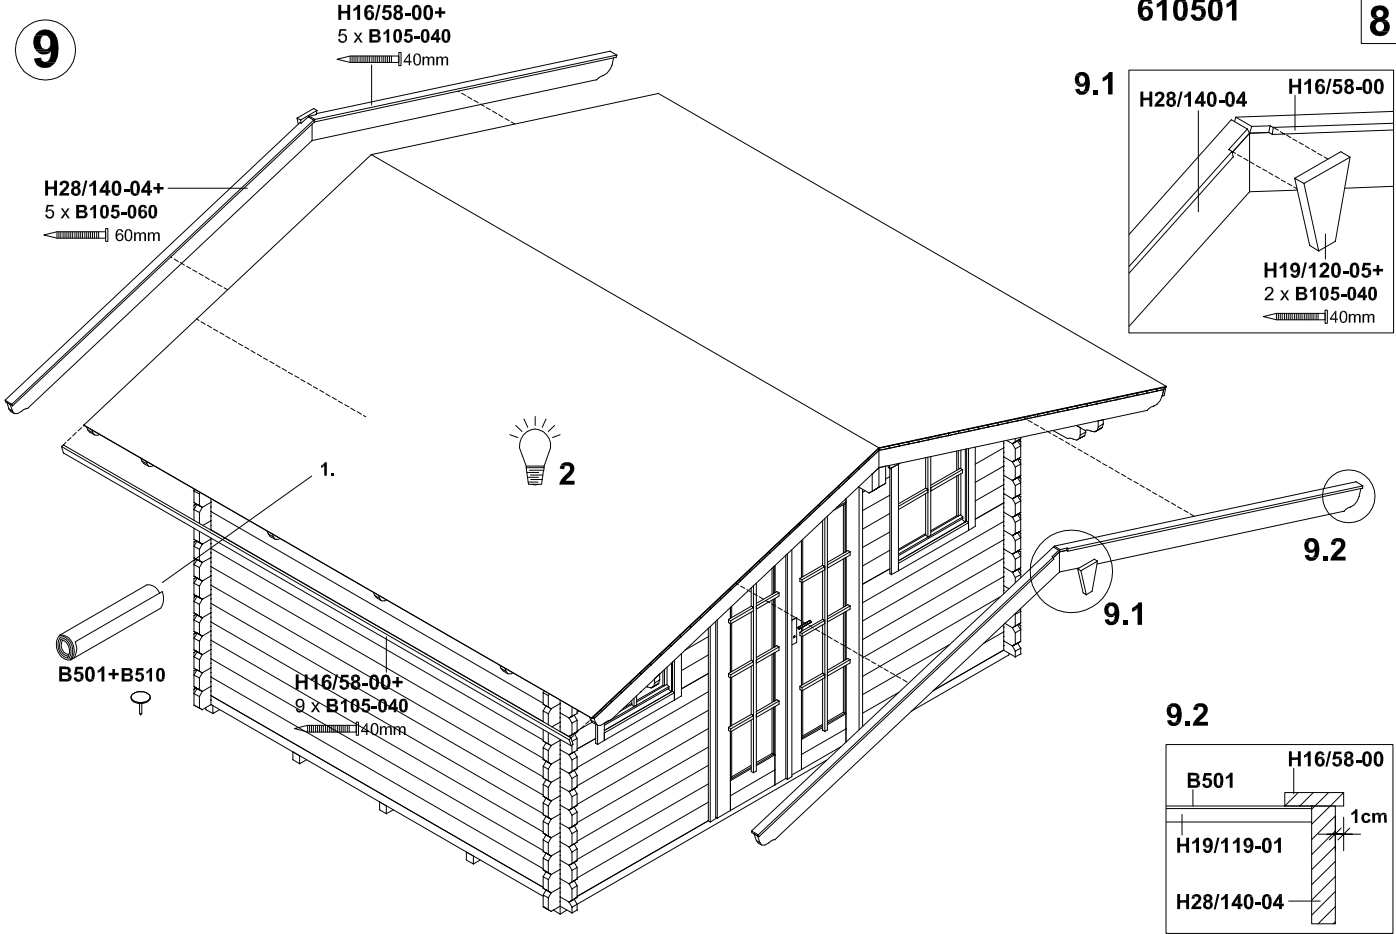 9
H16/58-00+
5 x B105-040
40mm
610501
8
9.1
H28/140-04
H16/58-00
H19/120-05+
2 x B105-040
40mm
H28/140-04+
5 x B105-060
60mm
1.
2
9.2
9.1
B501+B510
H16/58-00+
9 x B105-040
40mm
9.2
H16/58-00
B501
1cm
H19/119-01
H28/140-04